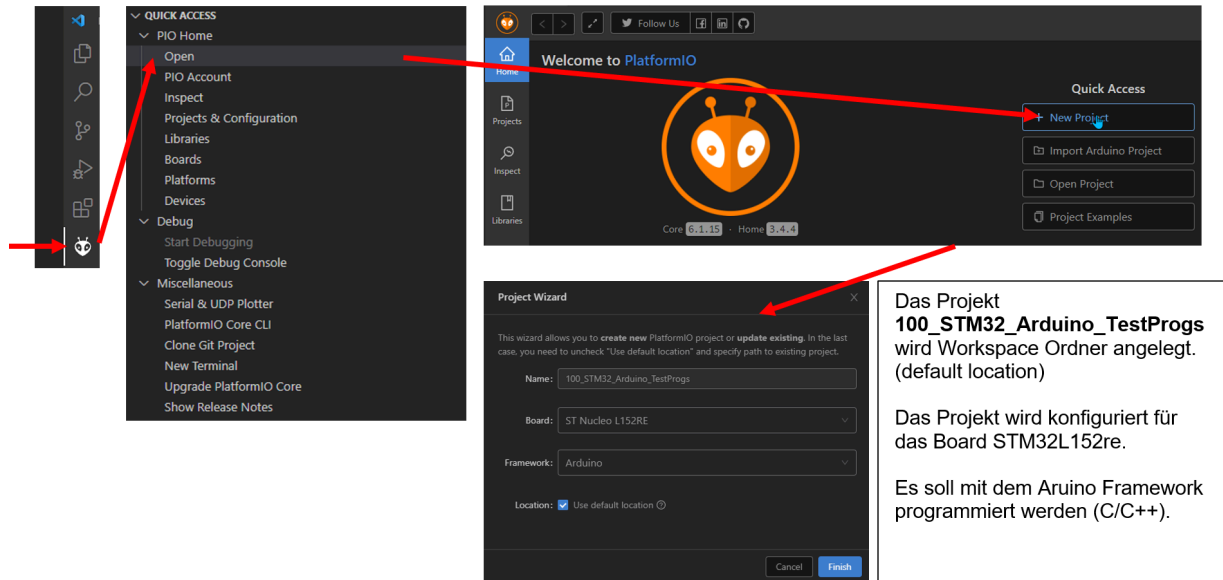 QUICK ACCESS
PIO Home
Open
PIO Account
Inspect
Projects & Configuration
Libraries
Boards
Platforms
Devices
Debug
Start Debugging
Toggle Debug Console
Miscellaneous
Serial & UDP Plotter
PlatformIO Core CLI
Clone Git Project
New Terminal
Upgrade PlatformIO Core
Show Release Notes
Follow Us
Home
Projects
Inspect
Libraries
Welcome to PlatformIO
Core 6.1.15 · Home 3.4.4
Quick Access
+ New Project
Import Arduino Project
Open Project
Project Examples
Project Wizard
This wizard allows you to create new PlatformIO project or update existing. In the last
case, you need to uncheck "Use default location" and specify path to existing project.
Name: 100_STM32_Arduino_TestProgs
Board: ST Nucleo L152RE
Framework: Arduino
Location: Use default location
Cancel Finish
Das Projekt
100_STM32_Arduino_TestProgs
wird Workspace Ordner angelegt.
(default location)
Das Projekt wird konfiguriert für
das Board STM32L152re.
Es soll mit dem Aruino Framework
programmiert werden (C/C++).